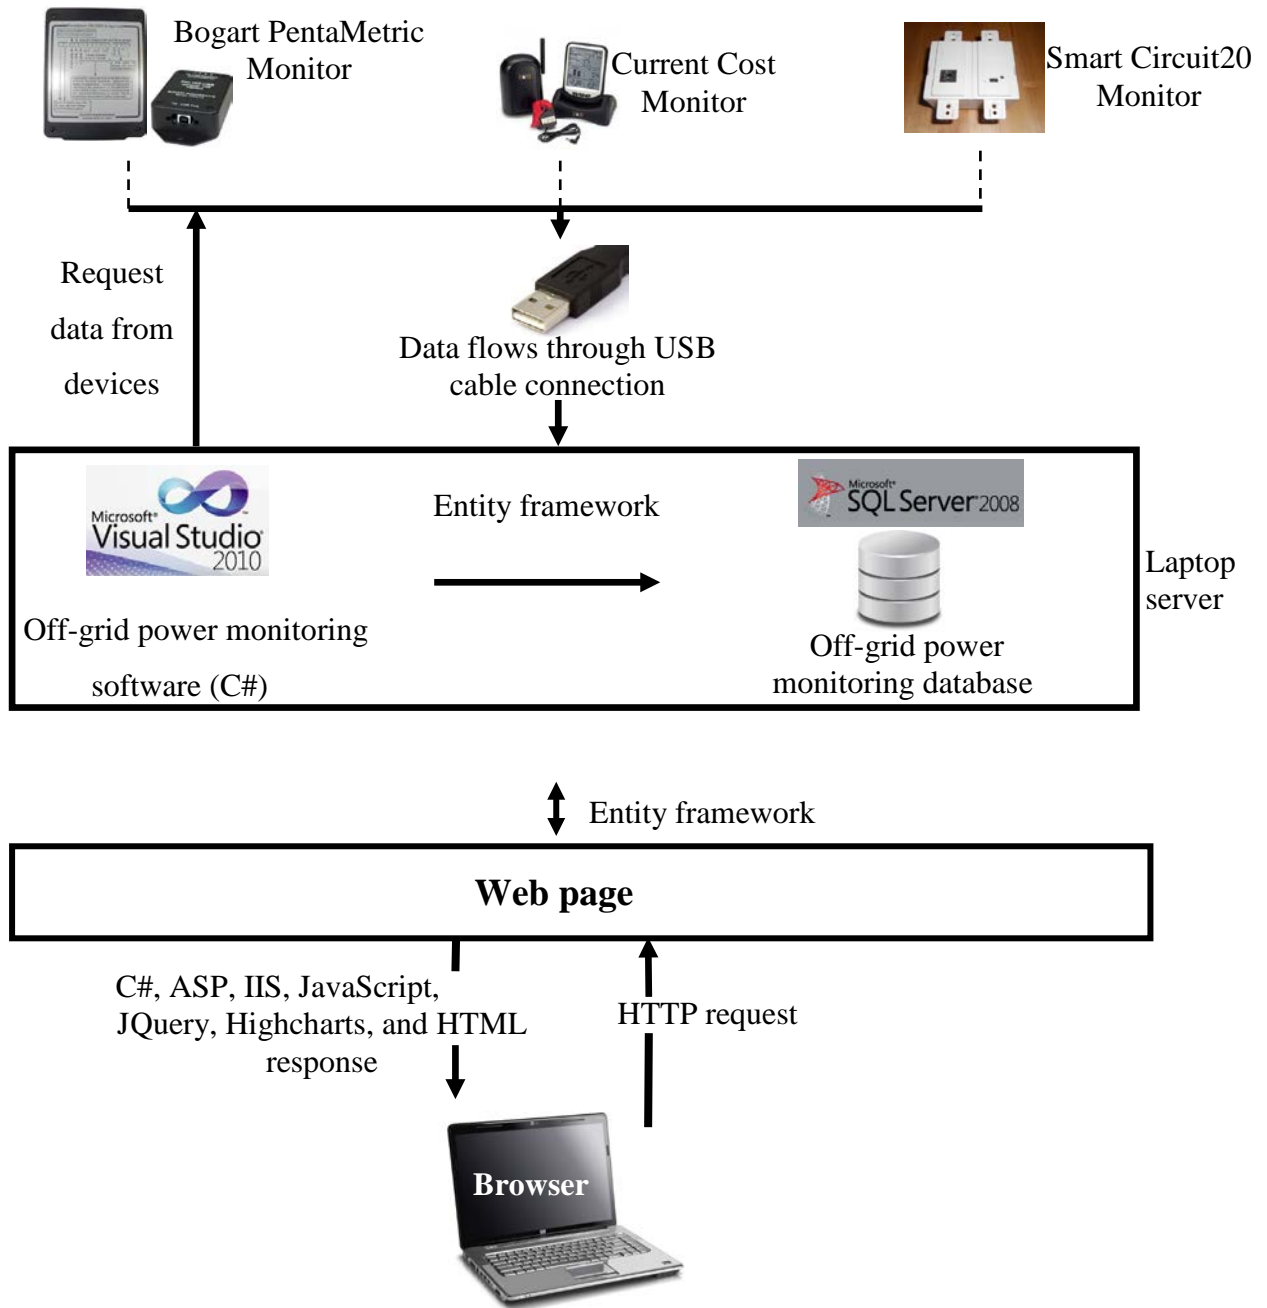 Bogart PentaMetric
Monitor
Current Cost
Monitor
Smart Circuit20
Monitor
Request
data from
devices
Data flows through USB
cable connection
Microsoft®
Visual Studio®
2010
Entity framework
Microsoft®
SQL Server®2008
Off-grid power monitoring
software (C#)
Off-grid power
monitoring database
Laptop
server
Entity framework
Web page
C#, ASP, IIS, JavaScript,
JQuery, Highcharts, and HTML
response
HTTP request
Browser